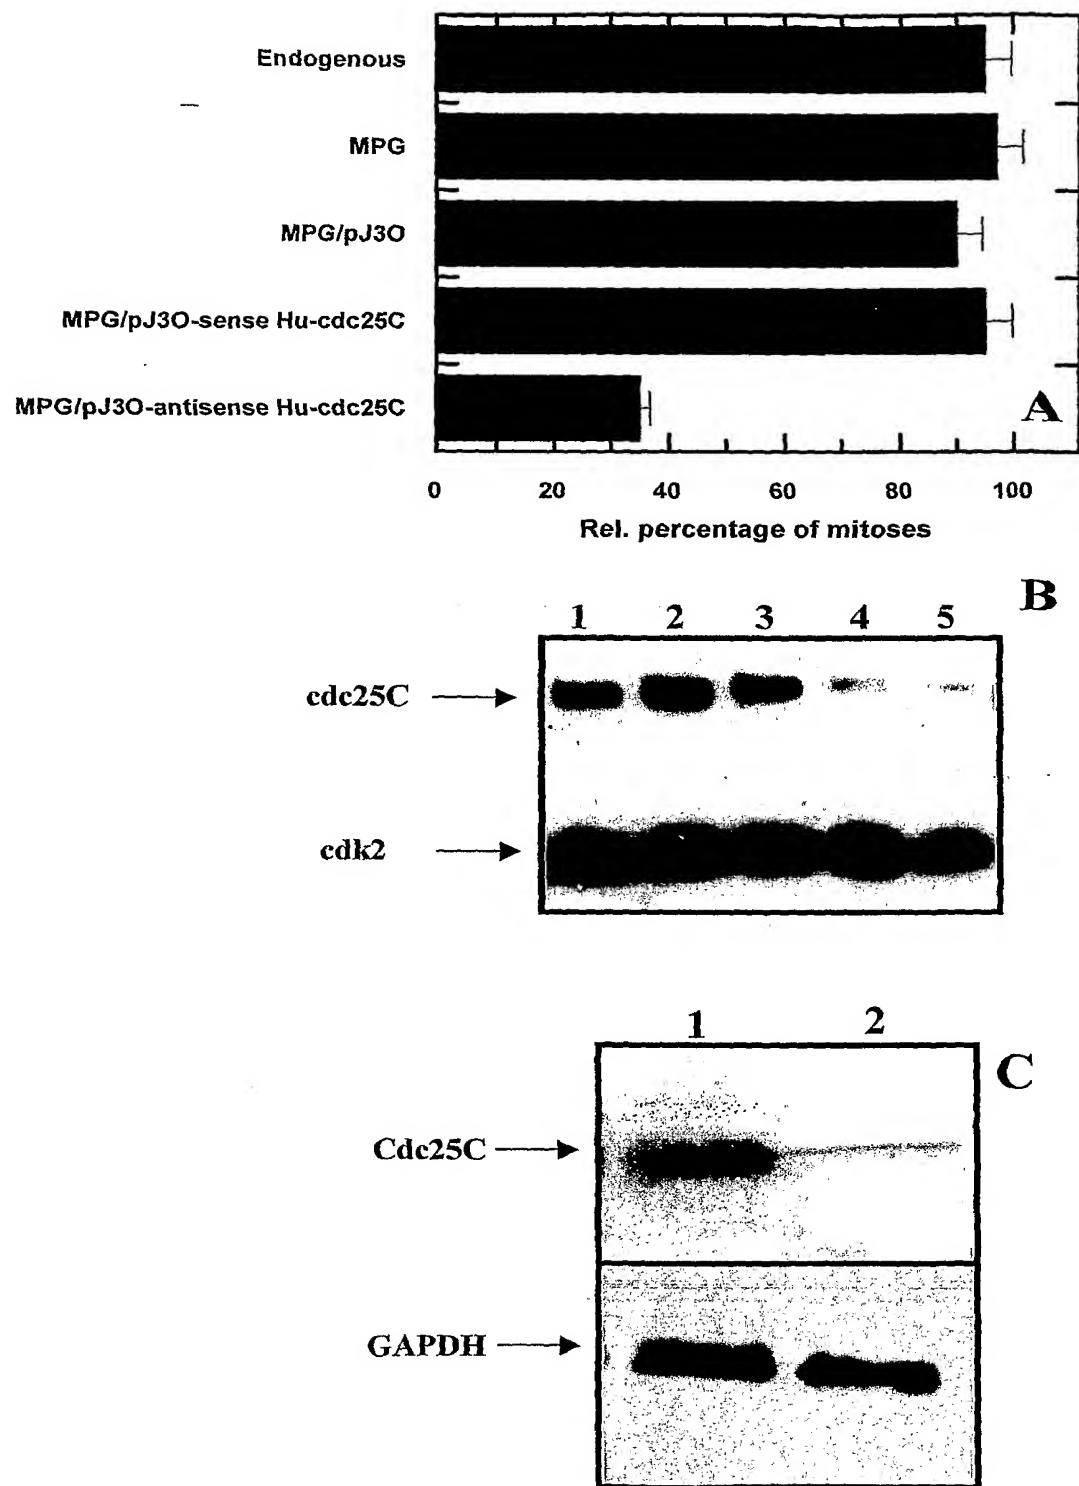 Endogenous
MPG
MPG/pJ3O
MPG/pJ3O-sense Hu-cdc25C
MPG/pJ3O-antisense Hu-cdc25C
A
0 20 40 60 80 100
Rel. percentage of mitoses
B
1 2 3 4 5
cdc25C
cdk2
1 2
C
Cdc25C
GAPDH